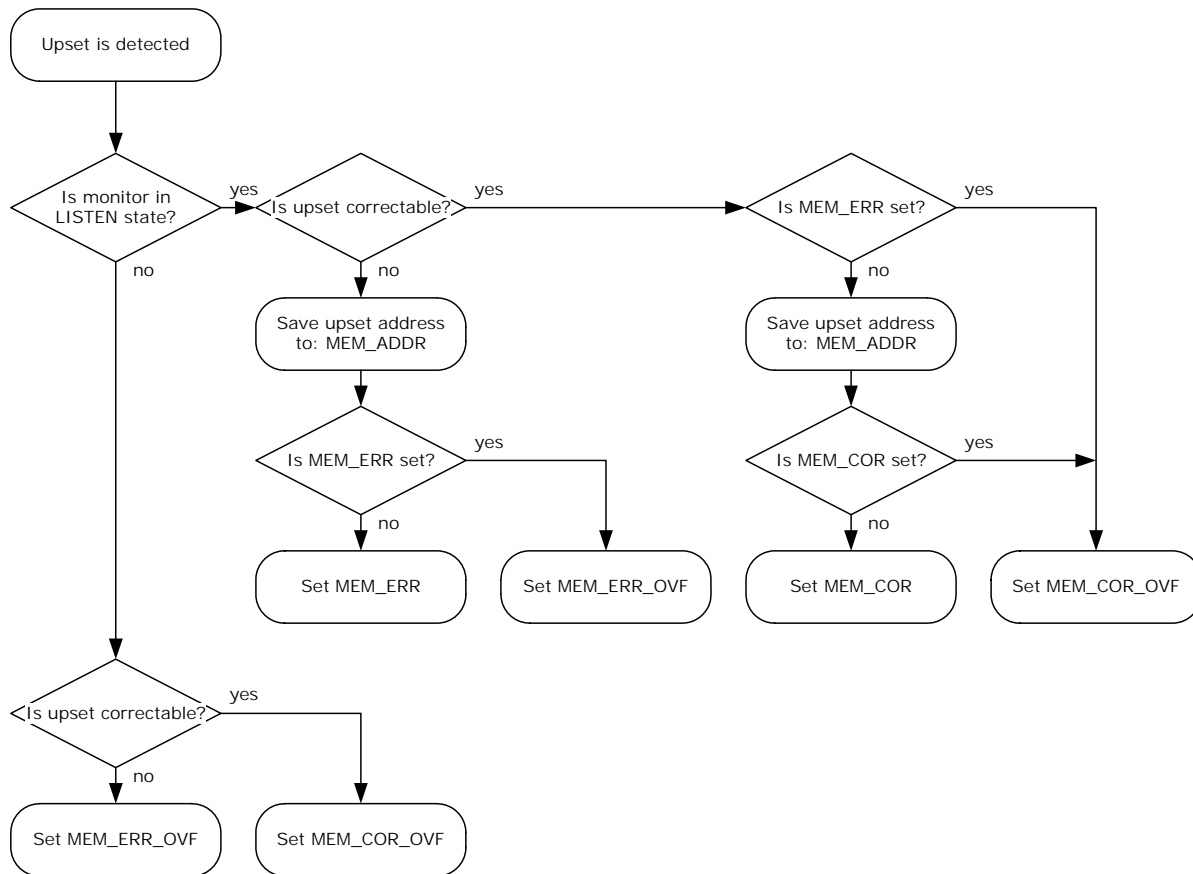 Upset is detected
Is monitor in
LISTEN state?
yes
no
Is upset correctable?
yes
no
Is MEM_ERR set?
yes
no
Save upset address
to: MEM_ADDR
Save upset address
to: MEM_ADDR
Is MEM_ERR set?
yes
no
Is MEM_COR set?
yes
no
Set MEM_ERR
Set MEM_ERR_OVF
Set MEM_COR
Set MEM_COR_OVF
Is upset correctable?
yes
no
Set MEM_ERR_OVF
Set MEM_COR_OVF